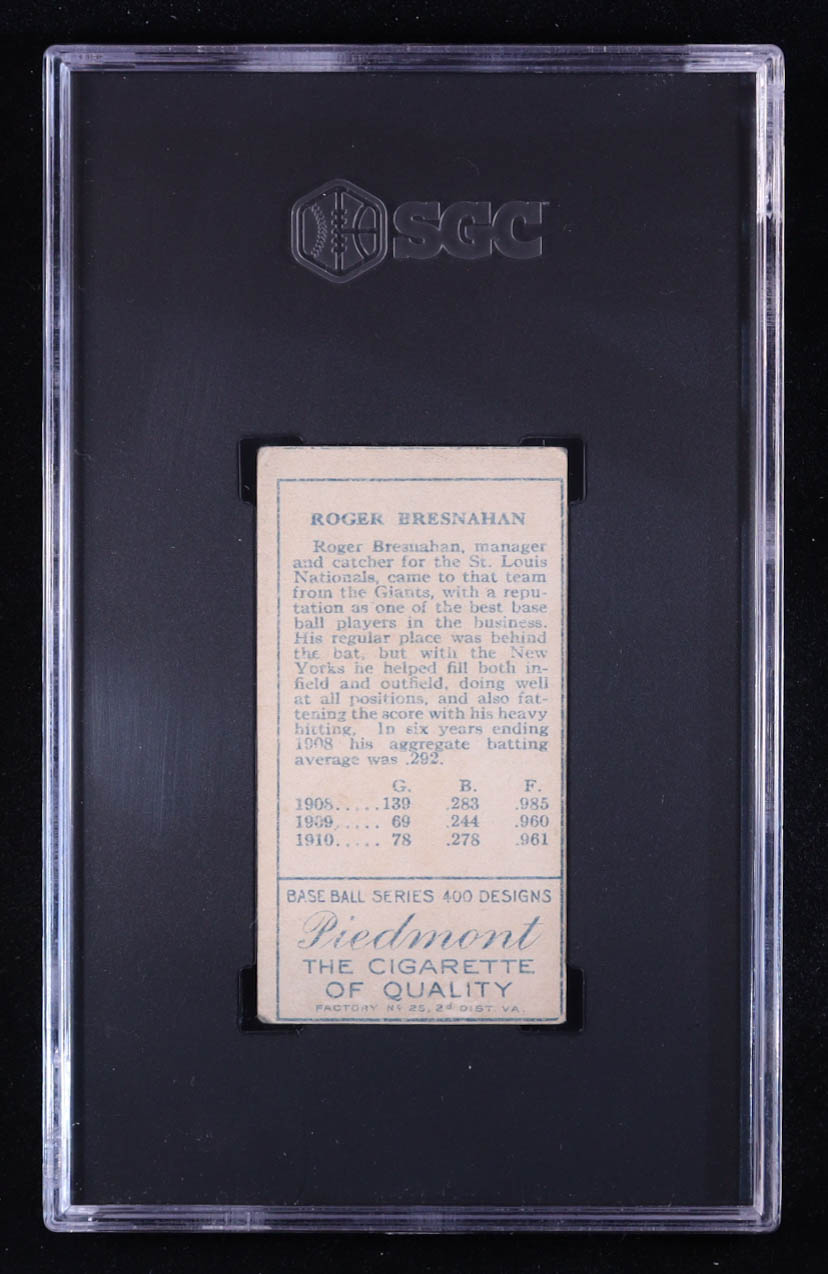 SGC
ROGER BRESNAHAN
Roger Bresnahan, manager
and catcher for the St. Louis
Nationals, came to that team
from the Giants, with a repu-
tation as one of the best base
ball players in the business.
His regular place was behind
the bat, but with the New
Yorks he helped fill both in-
field and outfield, doing well
at all positions, and also fat-
tening the score with his heavy
hitting. In six years ending
1908 his aggregate batting
average was .292.
G. B. F.
1908.....139 .283 .985
1909..... 69 .244 .960
1910..... 78 .278 .961
BASE BALL SERIES 400 DESIGNS
Piedmont
THE CIGARETTE
OF QUALITY
FACTORY No 25, 2d DIST. VA.